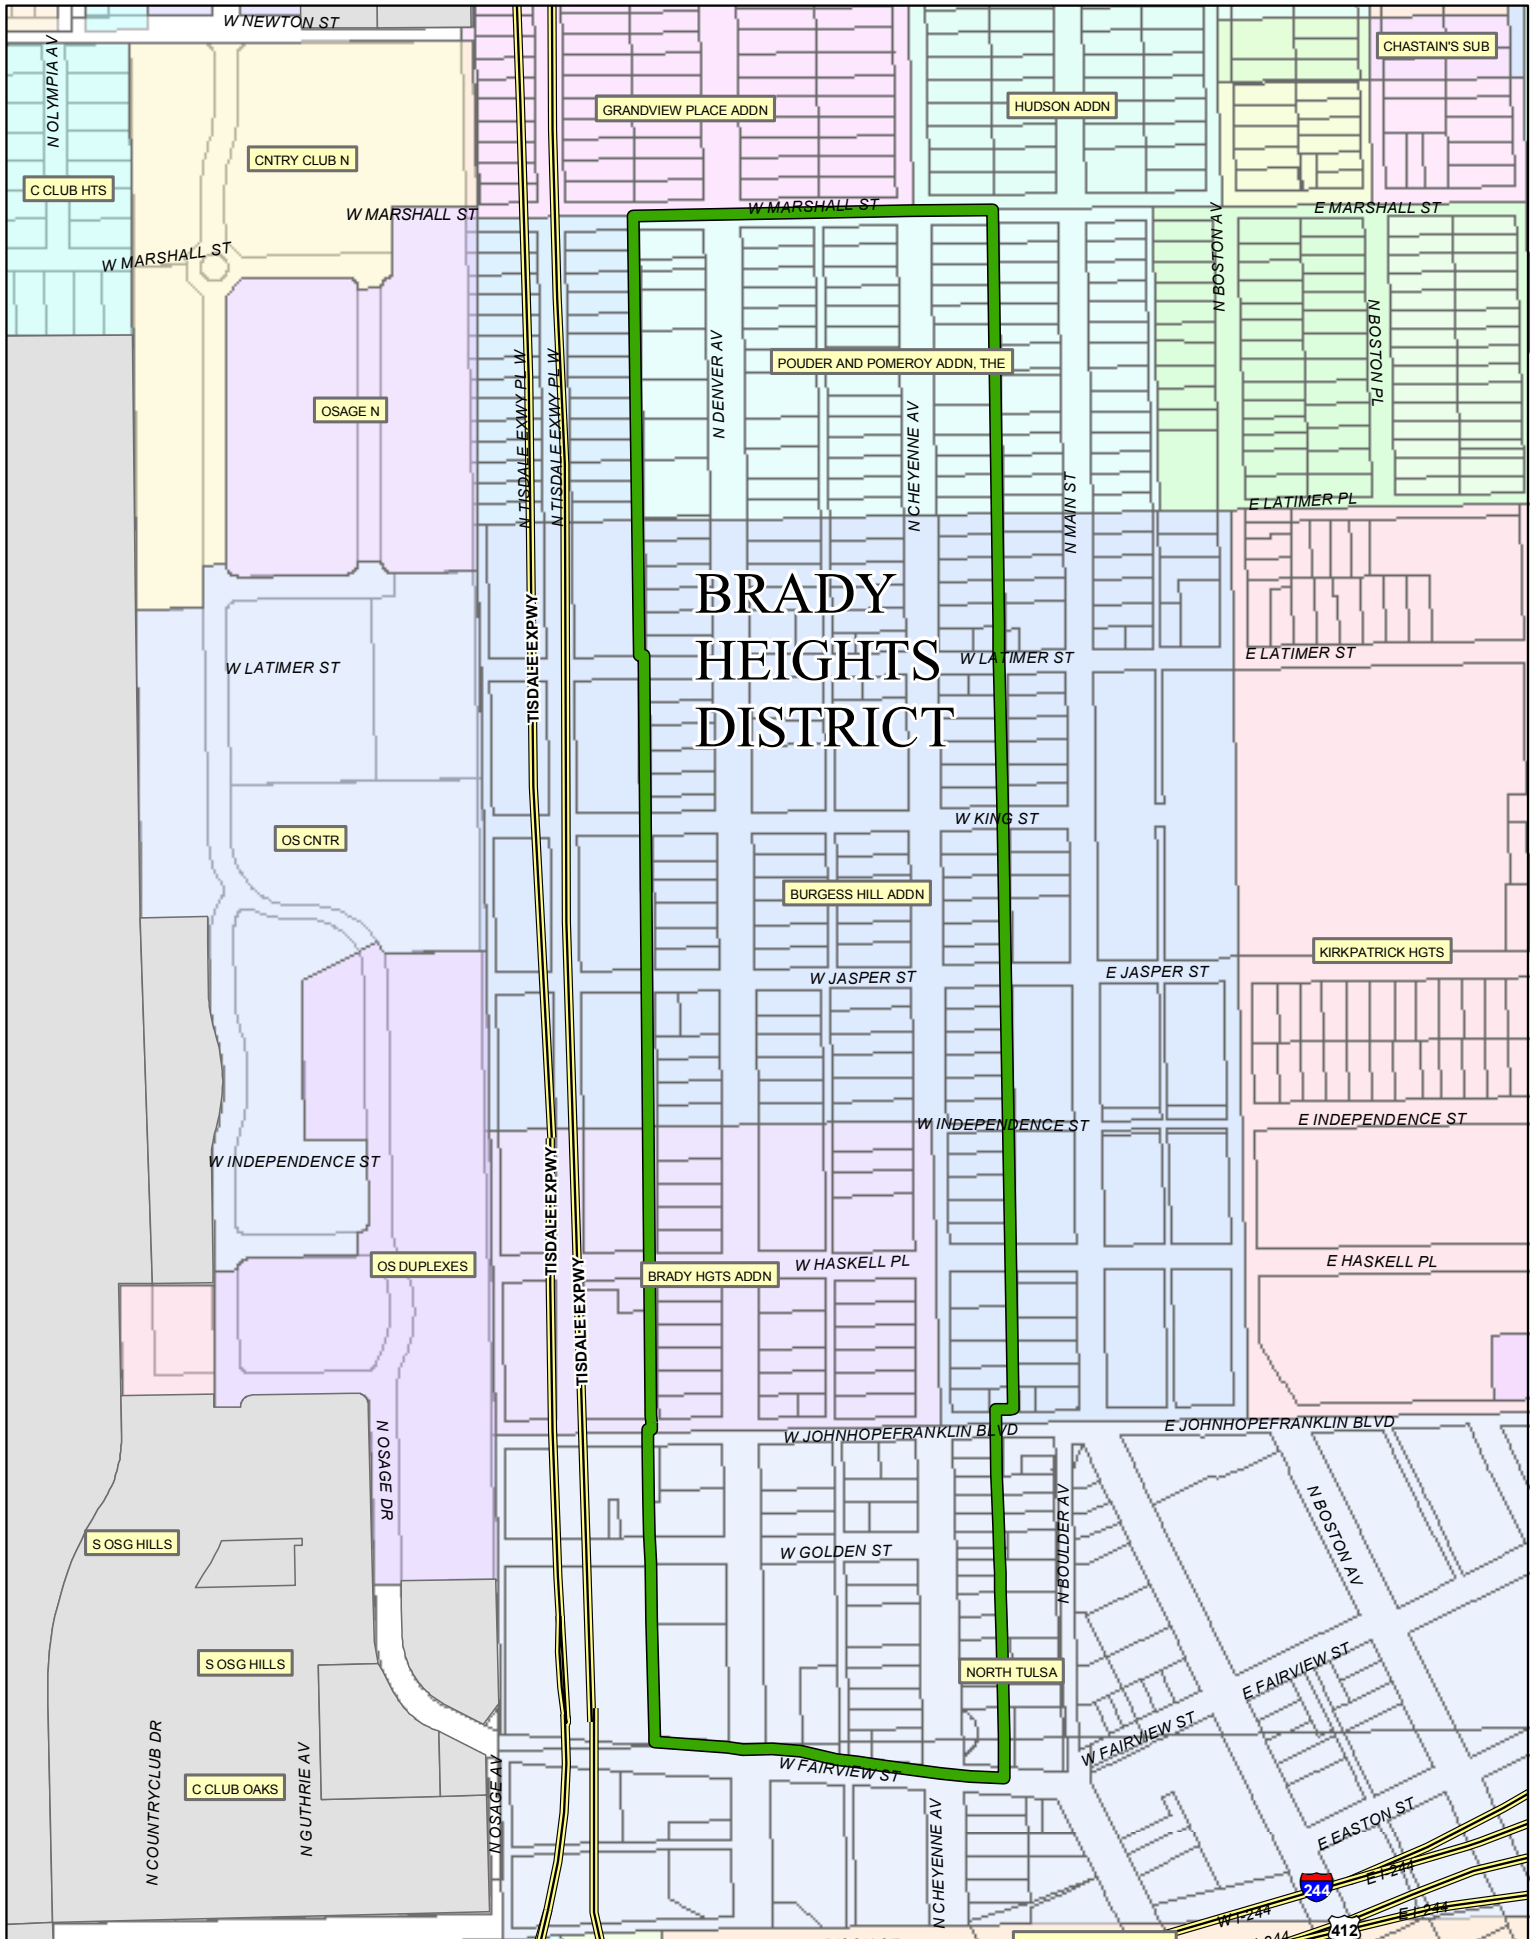 W NEWTON ST
N OLYMPIA AV
CHASTAIN'S SUB
GRANDVIEW PLACE ADDN
HUDSON ADDN
CNTRY CLUB N
C CLUB HTS
W MARSHALL ST
W MARSHALL ST
E MARSHALL ST
W MARSHALL ST
N BOSTON AV
N BOSTON PL
N DENVER AV
POUDER AND POMEROY ADDN, THE
OSAGE N
N TISDALE EXWY PL W
N TISDALE EXWY PL W
N CHEYENNE AV
N MAIN ST
E LATIMER PL
BRADY
HEIGHTS
DISTRICT
TISDALE EXPWY
W LATIMER ST
W LATIMER ST
E LATIMER ST
W KING ST
OS CNTR
BURGESS HILL ADDN
KIRKPATRICK HGTS
W JASPER ST
E JASPER ST
W INDEPENDENCE ST
E INDEPENDENCE ST
W INDEPENDENCE ST
TISDALE EXPWY
OS DUPLEXES
BRADY HGTS ADDN
W HASKELL PL
E HASKELL PL
TISDALE EXPWY
W JOHNHOPEFRANKLIN BLVD
E JOHNHOPEFRANKLIN BLVD
N OSAGE DR
S OSG HILLS
W GOLDEN ST
N BOULDER AV
N BOSTON AV
S OSG HILLS
NORTH TULSA
E FAIRVIEW ST
W FAIRVIEW ST
W FAIRVIEW ST
N COUNTRYCLUB DR
N GUTHRIE AV
C CLUB OAKS
N OSAGE AV
N CHEYENNE AV
E EASTON ST
E I-244
244
W I-244
E I-244
412